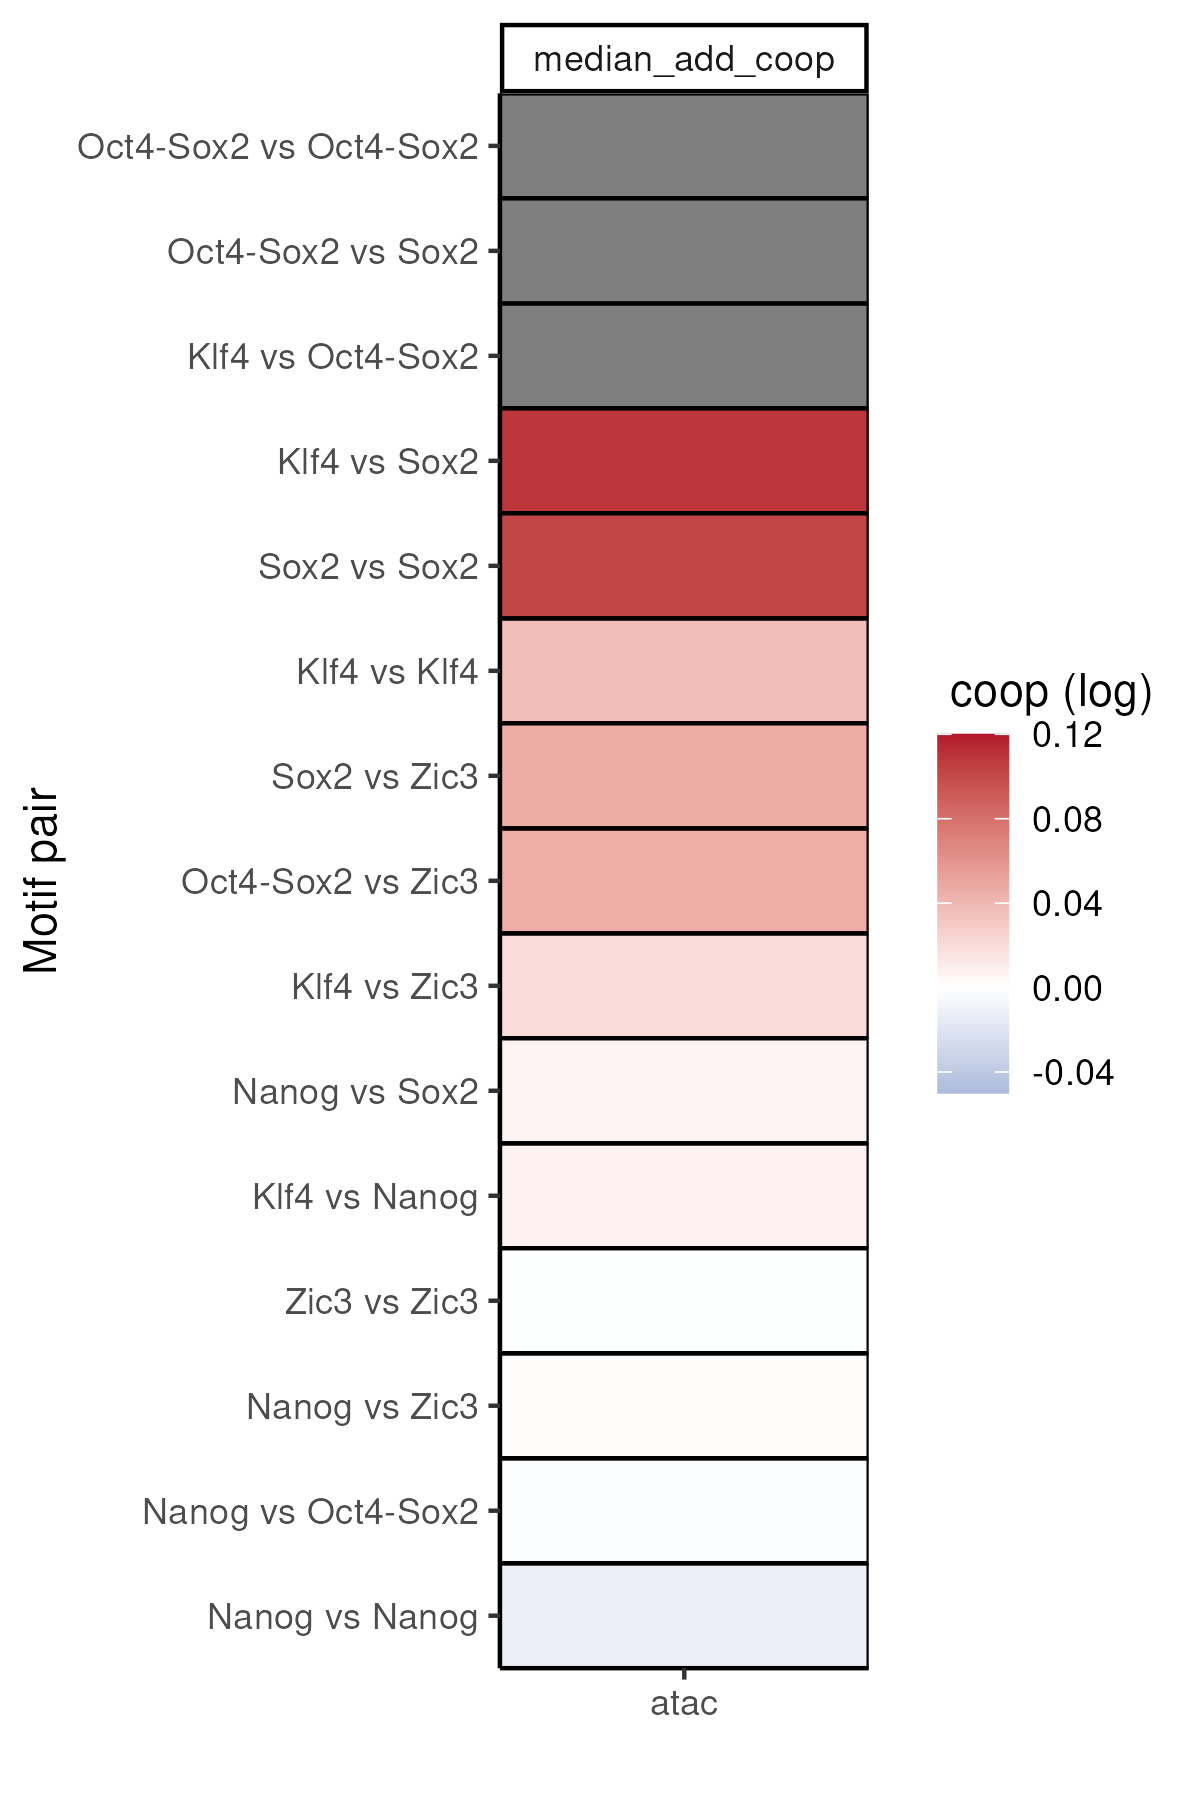 median_add_coop
Oct4-Sox2 vs Oct4-Sox2
Oct4-Sox2 vs Sox2
Klf4 vs Oct4-Sox2
Klf4 vs Sox2
Sox2 vs Sox2
Klf4 vs Klf4
Sox2 vs Zic3
Oct4-Sox2 vs Zic3
Klf4 vs Zic3
Nanog vs Sox2
Klf4 vs Nanog
Zic3 vs Zic3
Nanog vs Zic3
Nanog vs Oct4-Sox2
Nanog vs Nanog
Motif pair
atac
coop (log)
0.12
0.08
0.04
0.00
-0.04